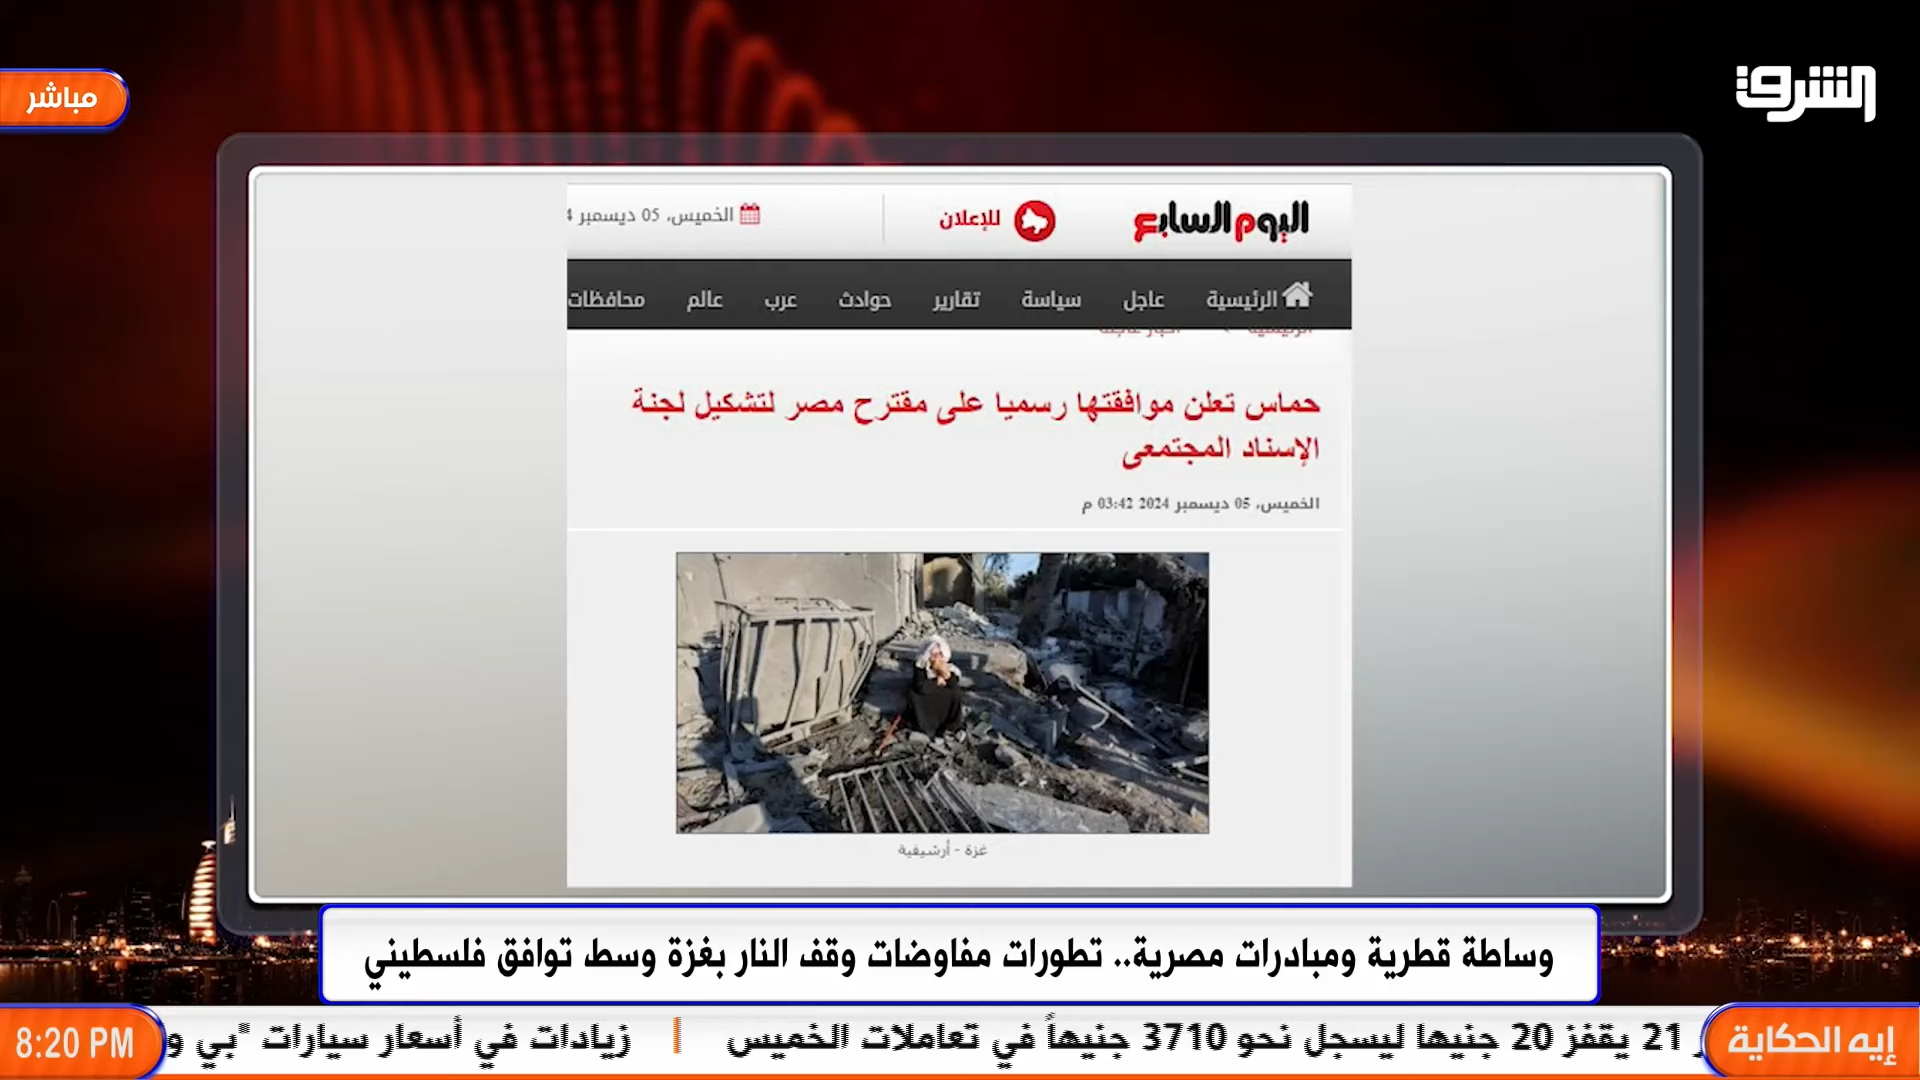 مباشر
الشرق
اليوم السابع
للإعلان
الخميس، 05 ديسمبر
الرئيسية عاجل سياسة تقارير حوادث عرب عالم محافظات
حماس تعلن موافقتها رسميا على مقترح مصر لتشكيل لجنة
الإسناد المجتمعى
الخميس، 05 ديسمبر 2024 03:42 م
غزة - أرشيفية
وساطة قطرية ومبادرات مصرية.. تطورات مفاوضات وقف النار بغزة وسط توافق فلسطيني
إيه الحكاية
21 يقفز 20 جنيها ليسجل نحو 3710 جنيهاً في تعاملات الخميس | زيادات في أسعار سيارات "بي و
8:20 PM